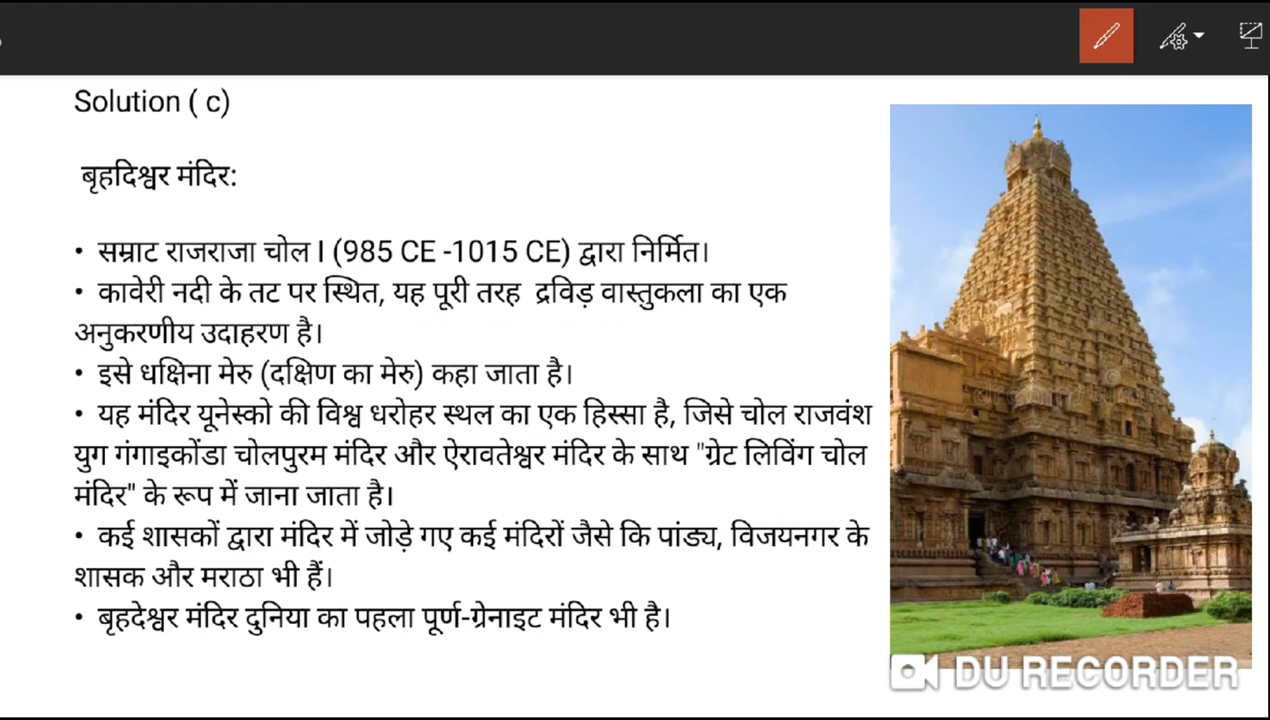 Solution ( c)
बृहदिश्वर मंदिर:
• सम्राट राजराजा चोल I (985 CE -1015 CE) द्वारा निर्मित।
• कावेरी नदी के तट पर स्थित, यह पूरी तरह द्रविड़ वास्तुकला का एक
अनुकरणीय उदाहरण है।
• इसे धक्षिना मेरु (दक्षिण का मेरु) कहा जाता है।
• यह मंदिर यूनेस्को की विश्व धरोहर स्थल का एक हिस्सा है, जिसे चोल राजवंश
युग गंगाइकोंडा चोलपुरम मंदिर और ऐरावतेश्वर मंदिर के साथ "ग्रेट लिविंग चोल
मंदिर" के रूप में जाना जाता है।
• कई शासकों द्वारा मंदिर में जोड़े गए कई मंदिरों जैसे कि पांड्य, विजयनगर के
शासक और मराठा भी हैं।
• बृहदेश्वर मंदिर दुनिया का पहला पूर्ण-ग्रेनाइट मंदिर भी है।
DU RECORDER